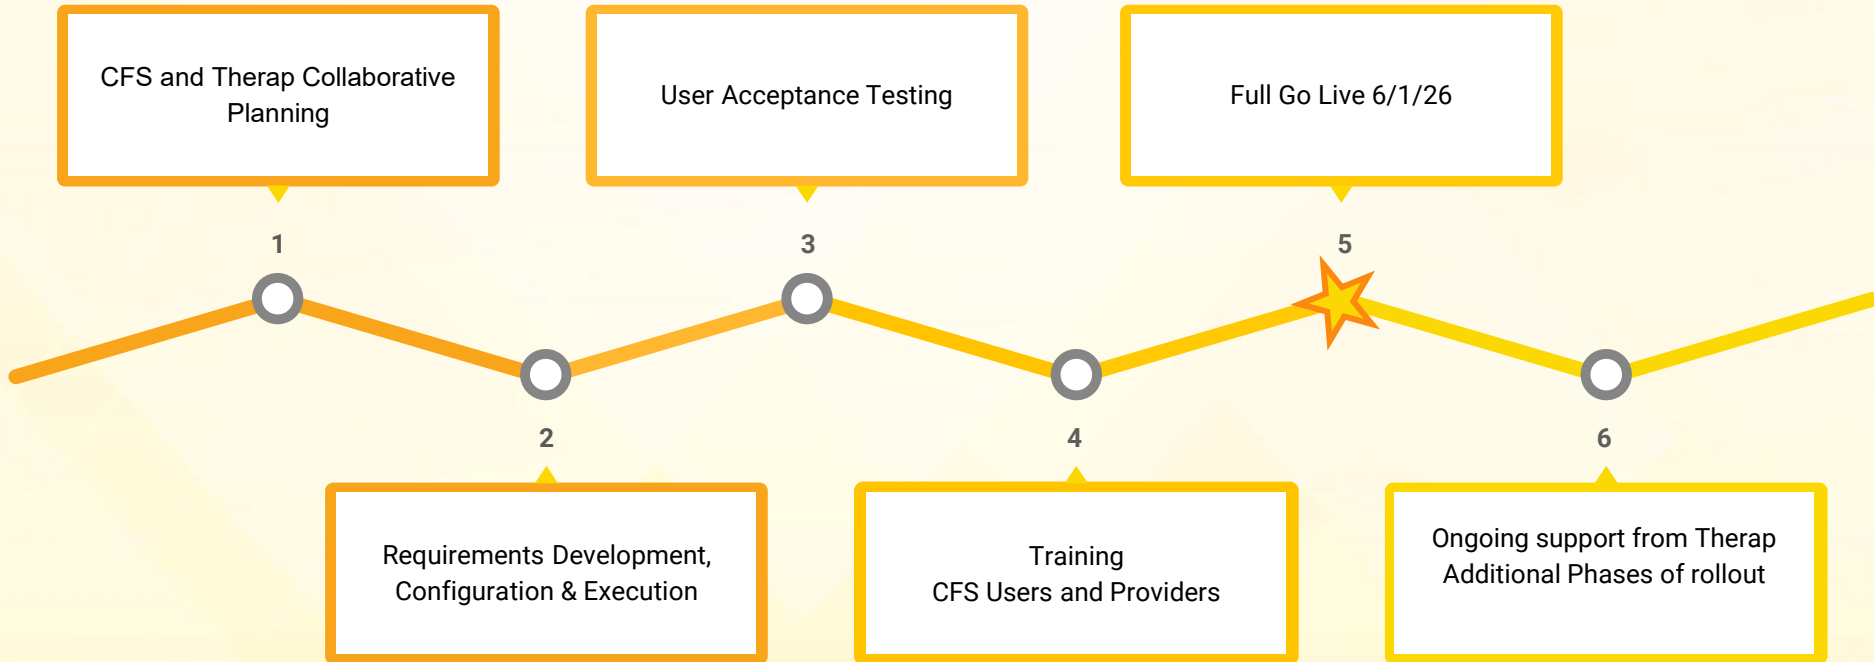 CFS and Therap Collaborative
Planning
1
Requirements Development,
Configuration & Execution
2
User Acceptance Testing
3
Training
CFS Users and Providers
4
Full Go Live 6/1/26
5
Ongoing support from Therap
Additional Phases of rollout
6